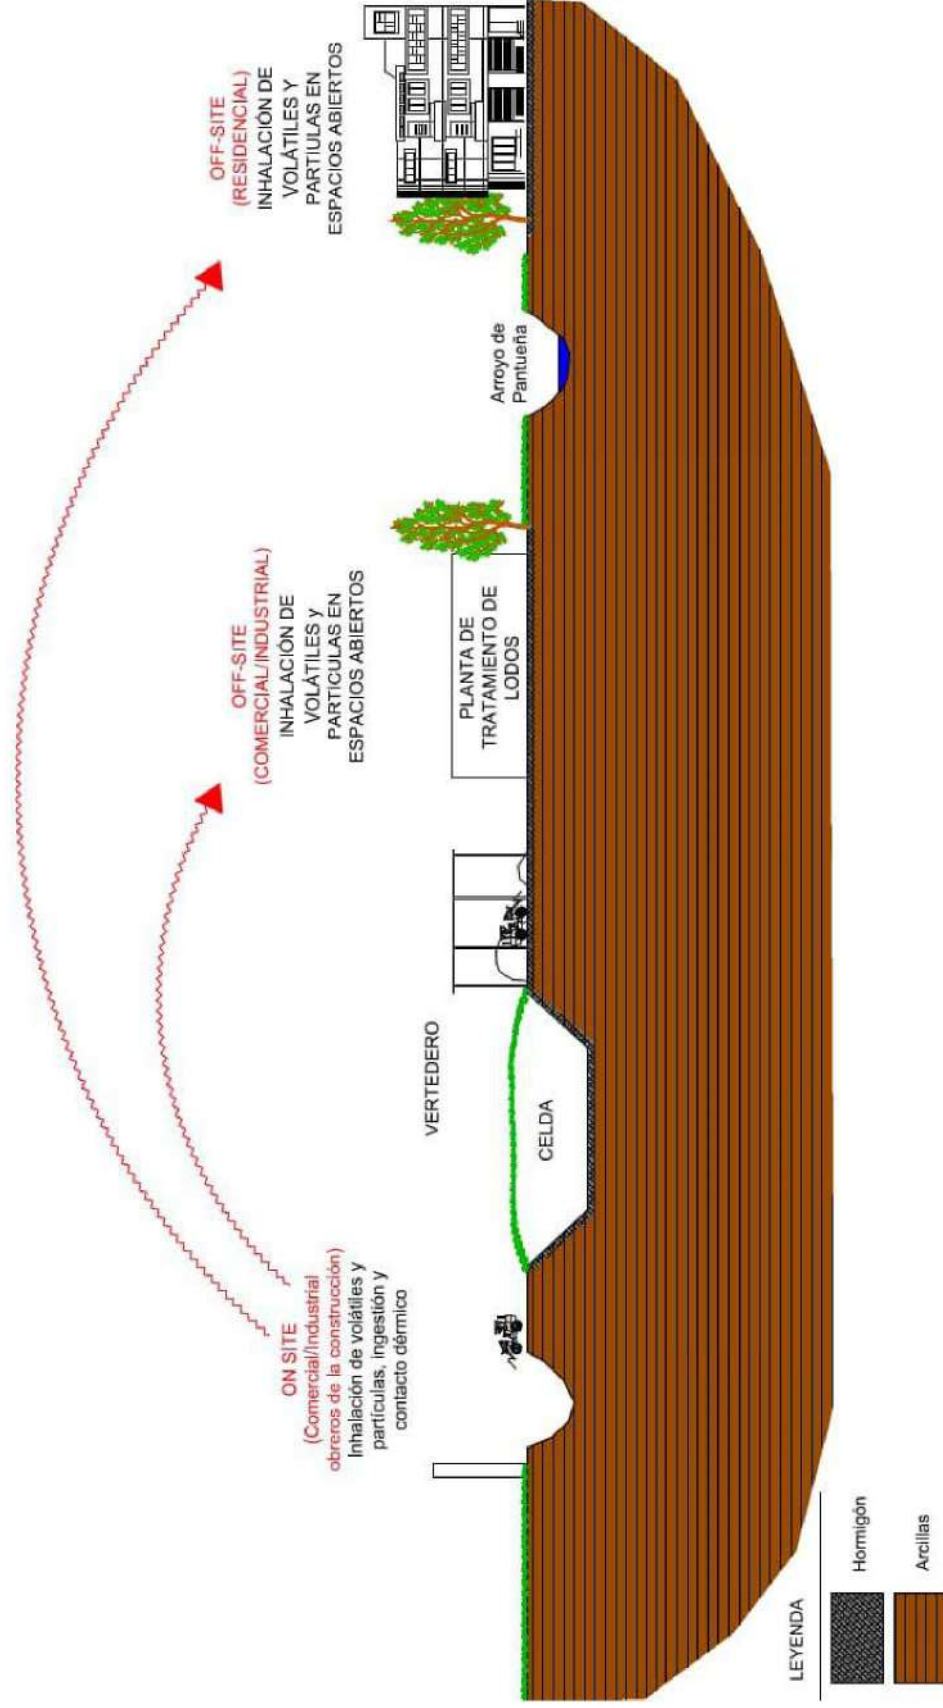 ON SITE
(Comercial/Industrial
obreros de la construcción)
Inhalación de volátiles y
partículas, ingestión y
contacto dérmico
OFF-SITE
(COMERCIAL/INDUSTRIAL)
INHALACIÓN DE
VOLÁTILES y
PARTÍCULAS EN
ESPACIOS ABIERTOS
OFF-SITE
(RESIDENCIAL)
INHALACIÓN DE
VOLÁTILES Y
PARTIULAS EN
ESPACIOS ABIERTOS
VERTEDERO
CELDA
PLANTA DE
TRATAMIENTO DE
LODOS
Arroyo de
Pantueña
LEYENDA
Hormigón
Arcillas